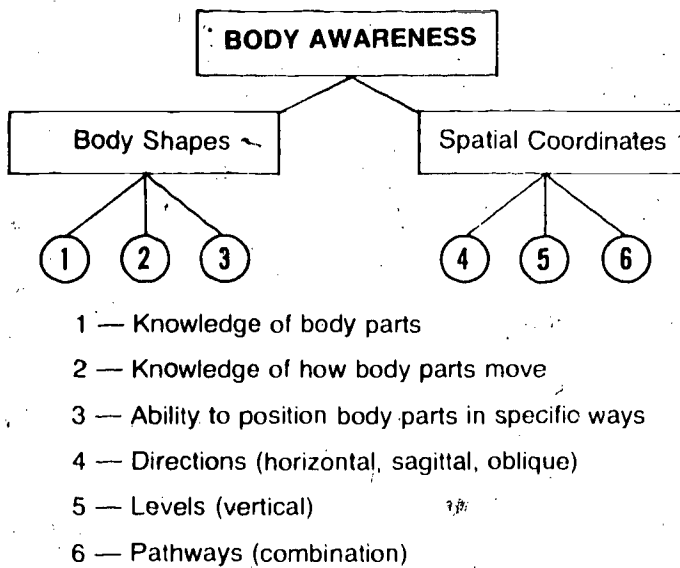 BODY AWARENESS
Body Shapes
Spatial Coordinates
1 2 3 4 5 6
1 — Knowledge of body parts
2 — Knowledge of how body parts move
3 — Ability to position body parts in specific ways
4 — Directions (horizontal, sagittal, oblique)
5 — Levels (vertical)
6 — Pathways (combination)